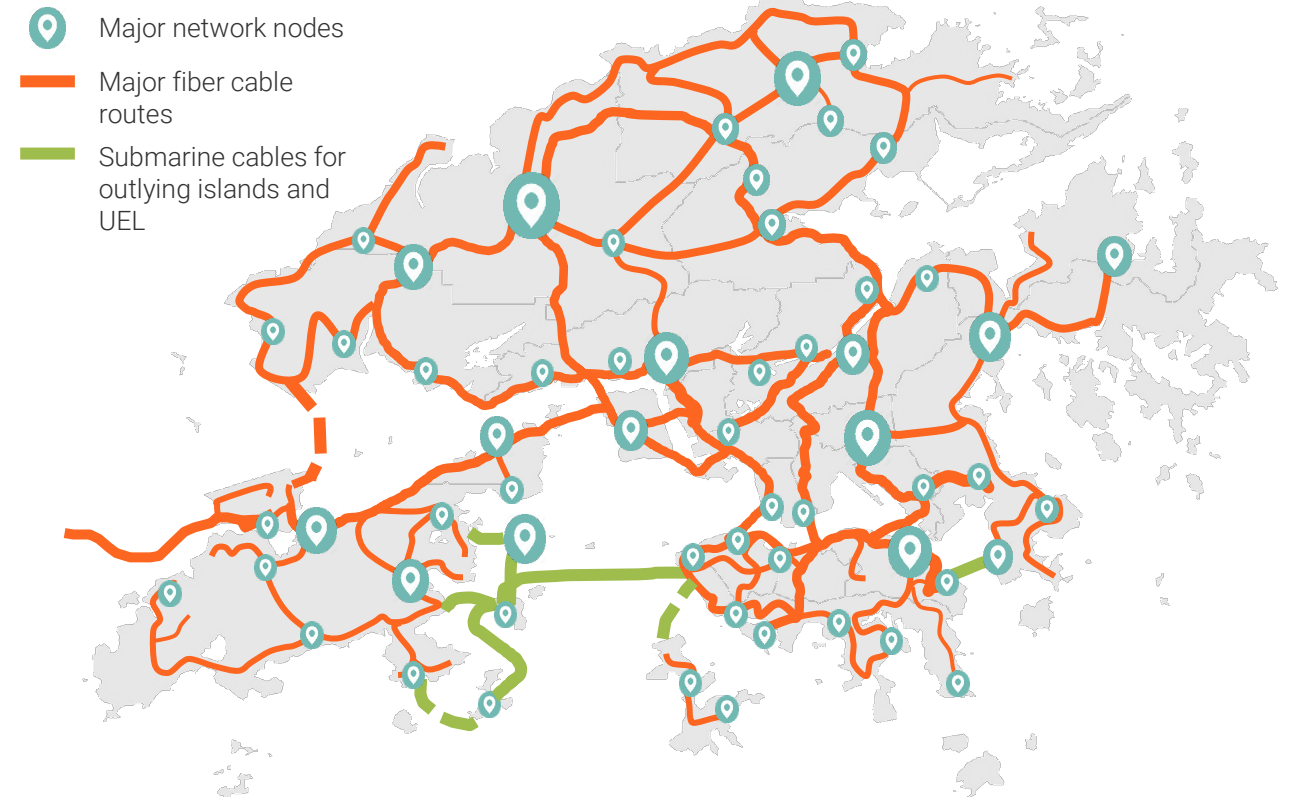 Major network nodes
Major fiber cable
routes
Submarine cables for
outlying islands and
UEL